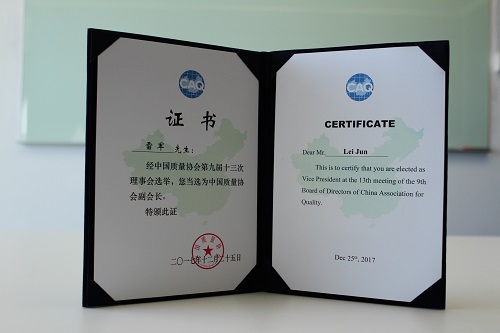 CAQ
证书
雷军 先生：
经中国质量协会第九届十三次
理事会选举，您当选为中国质量协
会副会长。
特颁此证
二〇一七年十二月二十五日
CAQ
CERTIFICATE
Dear Mr. Lei Jun
This is to certify that you are elected as
Vice President at the 13th meeting of the 9th
Board of Directors of China Association for
Quality.
Dec 25th, 2017